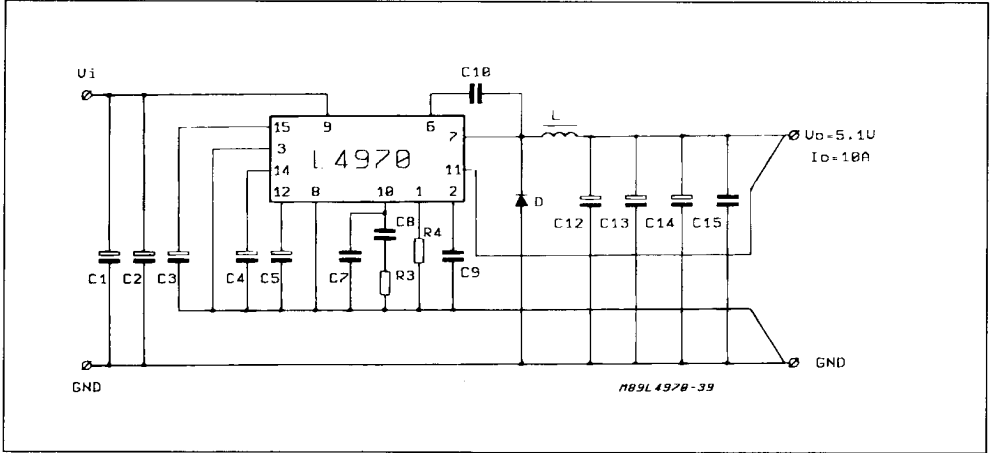 C10
Vi
15 9 6
7
L
3
L4970
Vo=5.1V
14
11
Io=10A
12 8 10 1 2
C8
D
R4
C12 C13 C14 C15
C1 C2 C3 C4 C5 C7 R3 C9
GND
GND
M89L4970-39